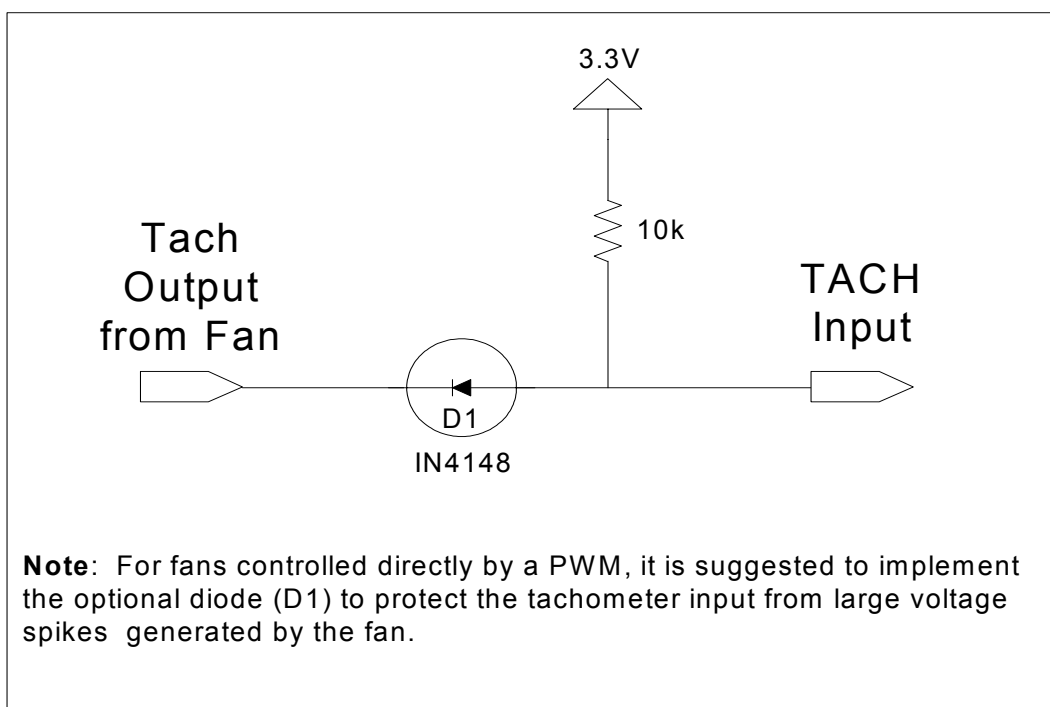 3.3V
10k
Tach
Output
from Fan
TACH
Input
D1
IN4148
Note: For fans controlled directly by a PWM, it is suggested to implement
the optional diode (D1) to protect the tachometer input from large voltage
spikes generated by the fan.